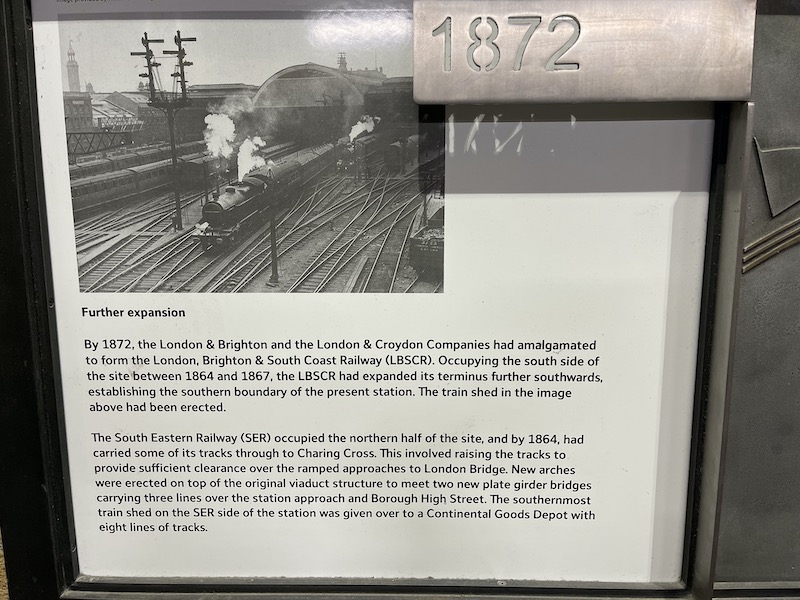 1872
Further expansion
By 1872, the London & Brighton and the London & Croydon Companies had amalgamated
to form the London, Brighton & South Coast Railway (LBSCR). Occupying the south side of
the site between 1864 and 1867, the LBSCR had expanded its terminus further southwards,
establishing the southern boundary of the present station. The train shed in the image
above had been erected.
The South Eastern Railway (SER) occupied the northern half of the site, and by 1864, had
carried some of its tracks through to Charing Cross. This involved raising the tracks to
provide sufficient clearance over the ramped approaches to London Bridge. New arches
were erected on top of the original viaduct structure to meet two new plate girder bridges
carrying three lines over the station approach and Borough High Street. The southernmost
train shed on the SER side of the station was given over to a Continental Goods Depot with
eight lines of tracks.